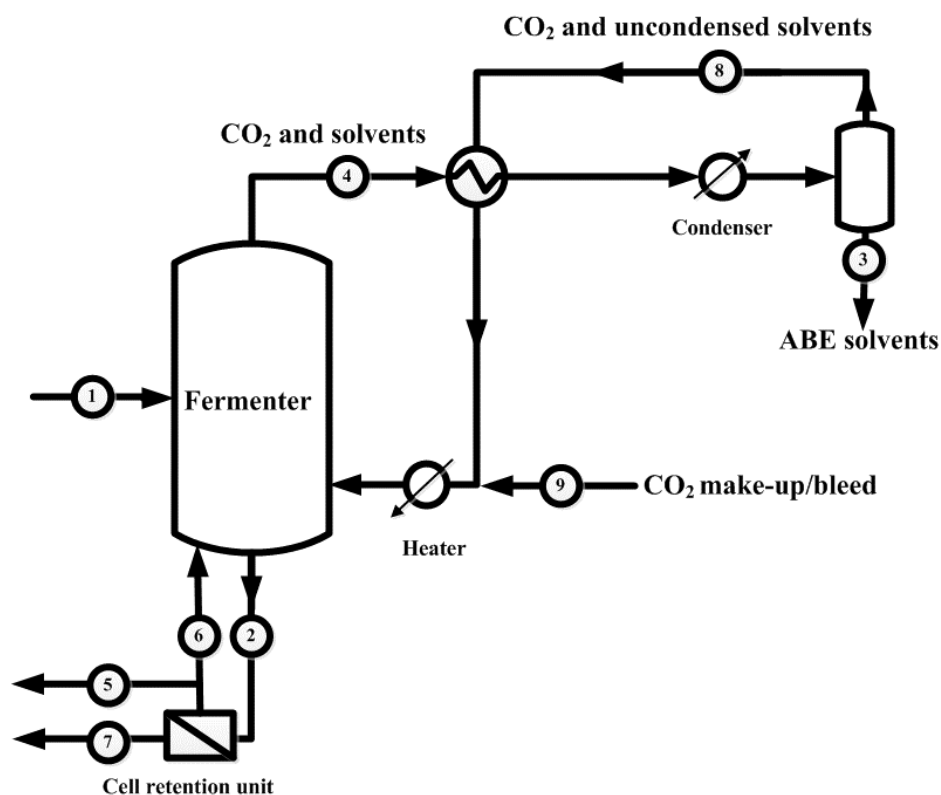 CO₂ and uncondensed solvents
8
CO₂ and solvents
4
Condenser
3
ABE solvents
1
Fermenter
9
CO₂ make-up/bleed
Heater
6
2
5
7
Cell retention unit